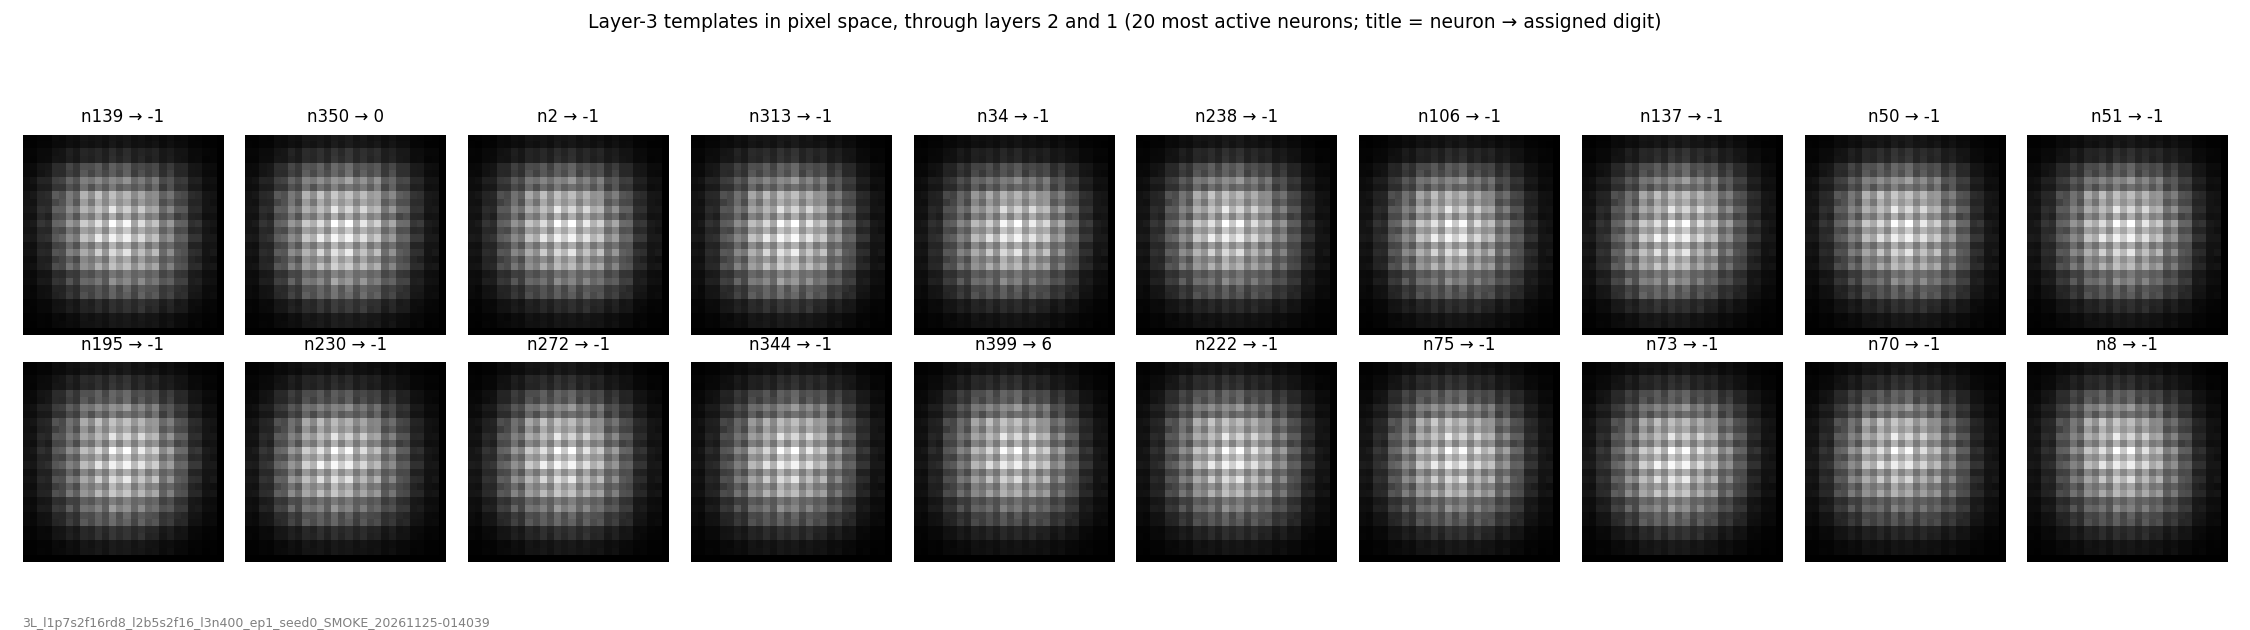 Layer-3 templates in pixel space, through layers 2 and 1 (20 most active neurons; title = neuron → assigned digit)
n139 → -1 n350 → 0 n2 → -1 n313 → -1 n34 → -1 n238 → -1 n106 → -1 n137 → -1 n50 → -1 n51 → -1
n195 → -1 n230 → -1 n272 → -1 n344 → -1 n399 → 6 n222 → -1 n75 → -1 n73 → -1 n70 → -1 n8 → -1
3L_l1p7s2f16rd8_l2b5s2f16_l3n400_ep1_seed0_SMOKE_20261125-014039